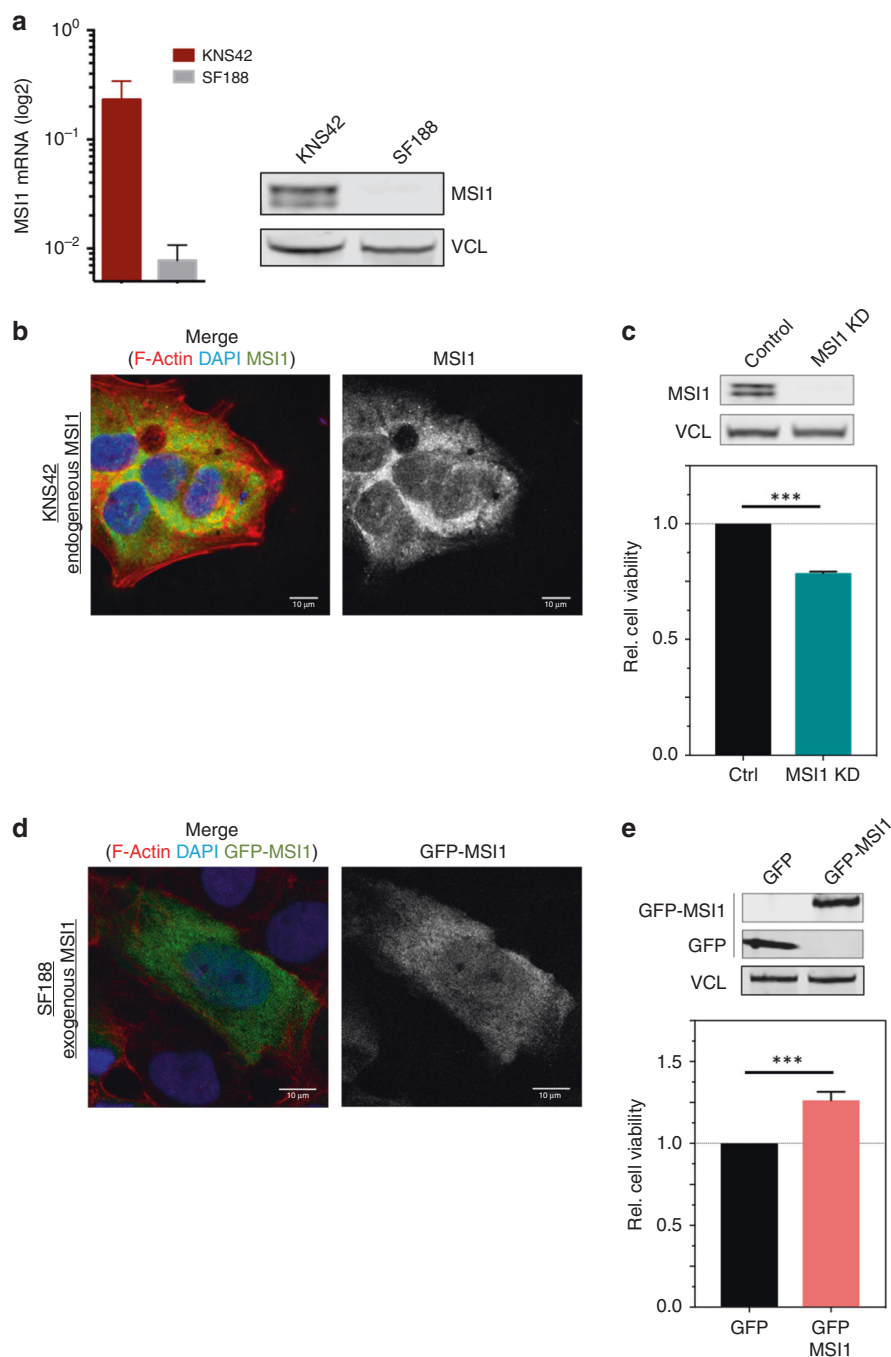 a
10⁰
10⁻¹
10⁻²
MSI1 mRNA (log2)
KNS42
SF188
KNS42
SF188
MSI1
VCL
b
Merge
(F-Actin DAPI MSI1)
MSI1
KNS42
endogeneous MSI1
10 µm
10 µm
c
Control
MSI1 KD
MSI1
VCL
***
1.0
0.5
0.0
Rel. cell viability
Ctrl
MSI1 KD
d
Merge
(F-Actin DAPI GFP-MSI1)
GFP-MSI1
SF188
exogenous MSI1
10 µm
10 µm
e
GFP
GFP-MSI1
GFP-MSI1
GFP
VCL
***
1.5
1.0
0.5
0.0
Rel. cell viability
GFP
GFP
MSI1